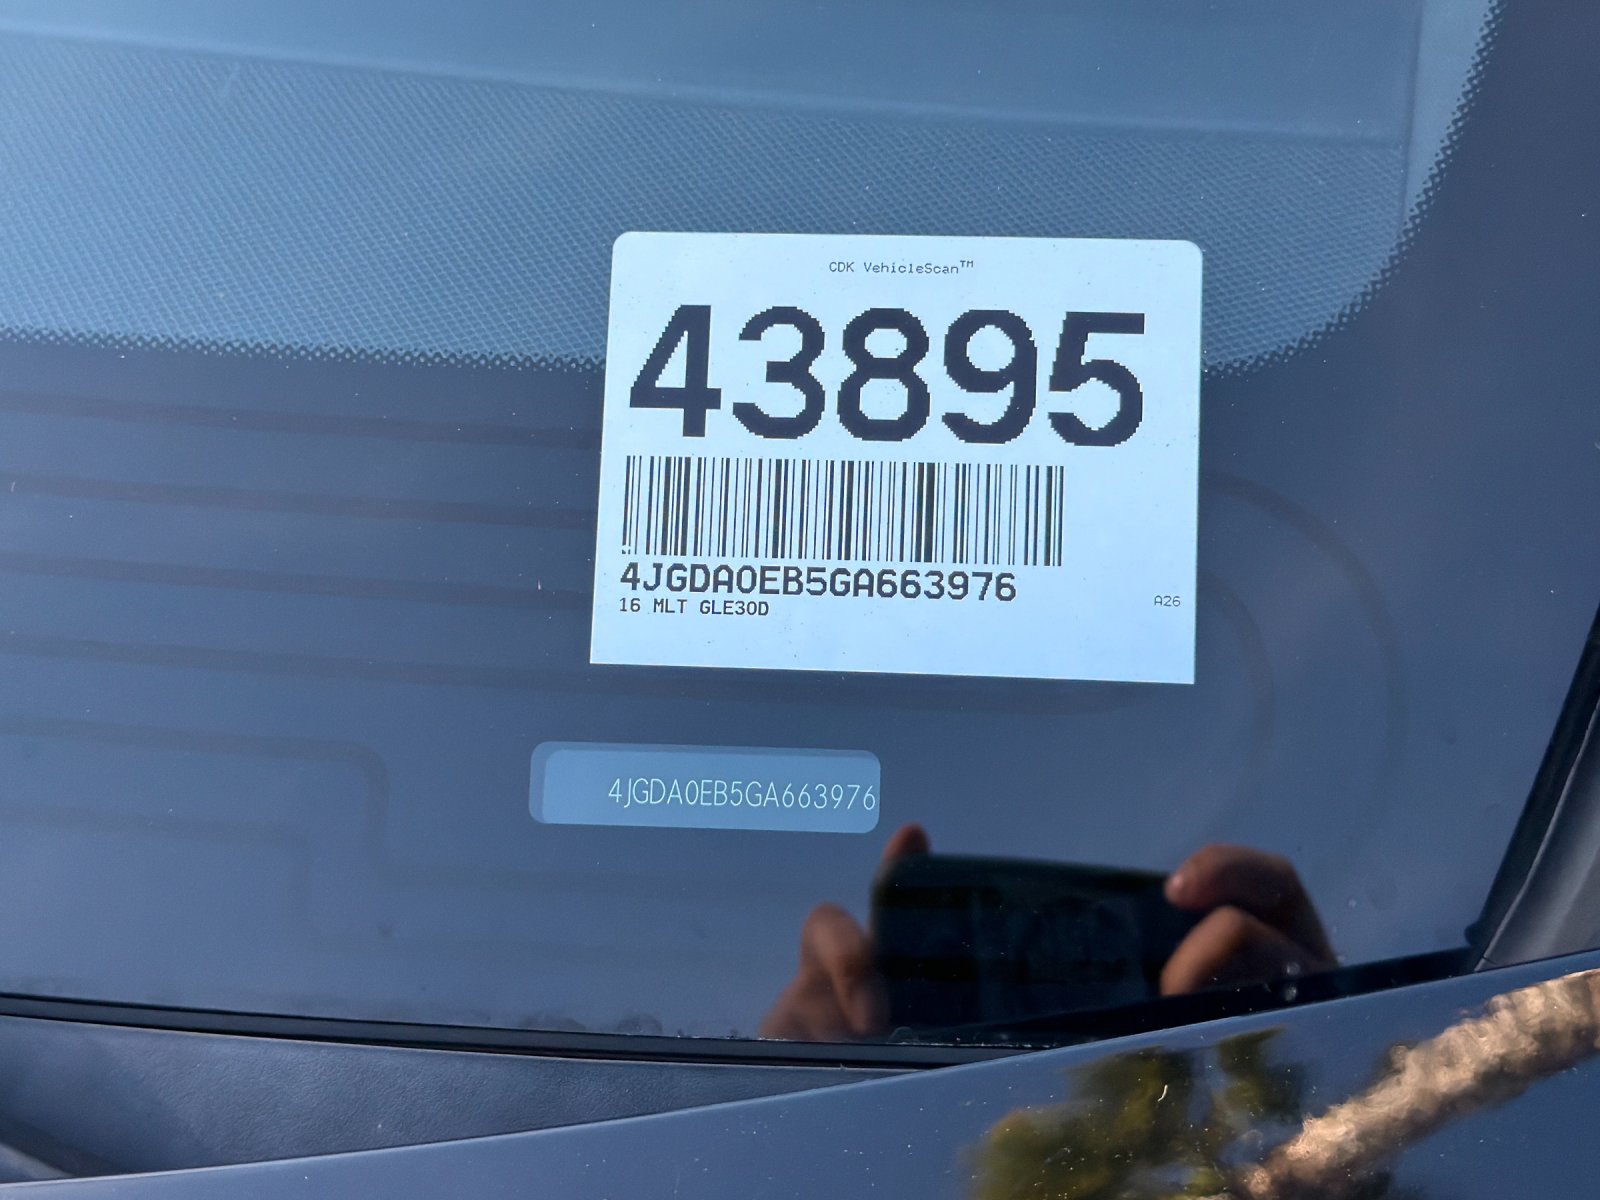 CDK VehicleScan™
43895
4JGDA0EB5GA663976
16 MLT GLE30D
A26
4JGDA0EB5GA663976